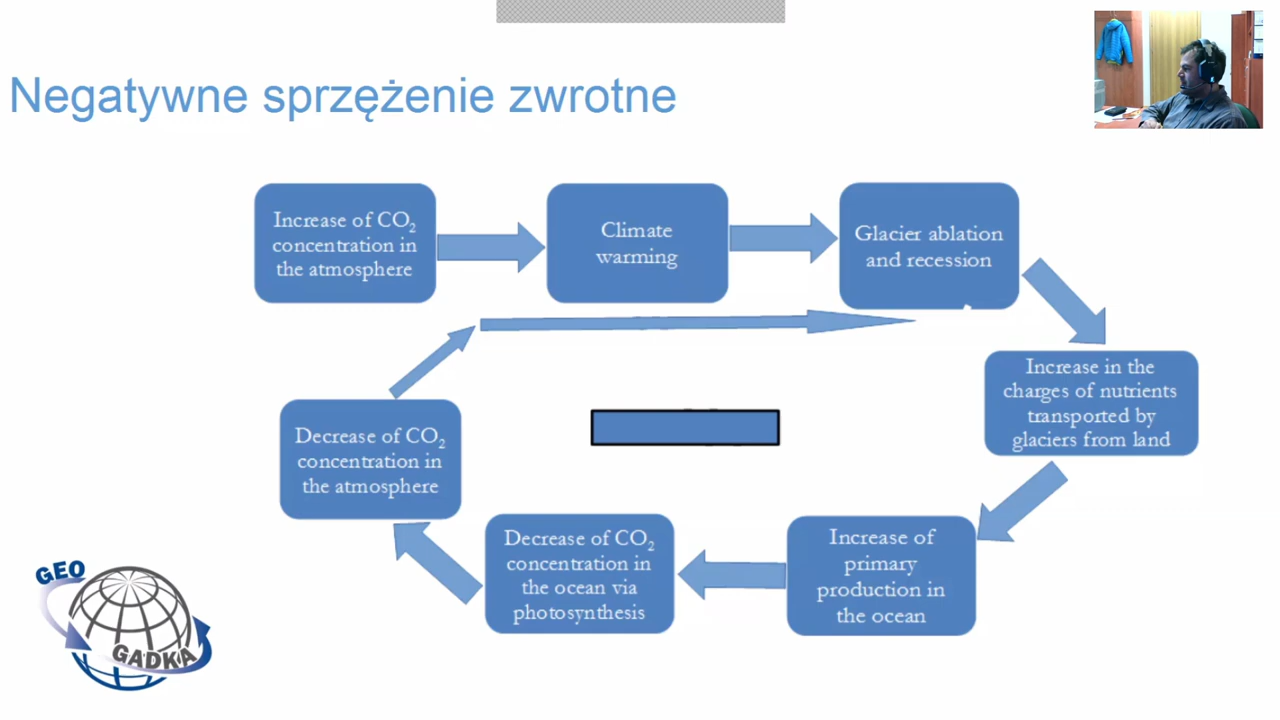 Negatywne sprzężenie zwrotne
Increase of CO₂
concentration in
the atmosphere
Climate
warming
Glacier ablation
and recession
Increase in the
charges of nutrients
transported by
glaciers from land
Increase of
primary
production in
the ocean
Decrease of CO₂
concentration in
the ocean via
photosynthesis
Decrease of CO₂
concentration in
the atmosphere
GEO
GADKA